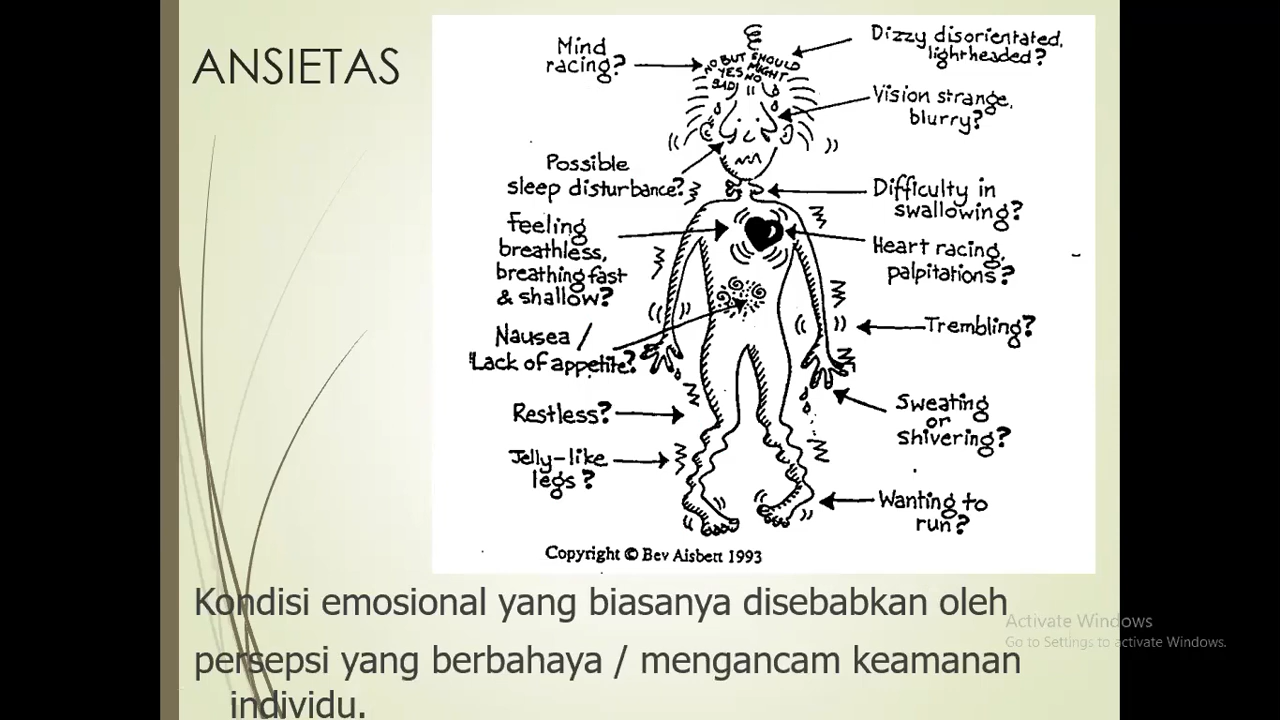 ANSIETAS
Mind
racing?
Dizzy disorientated,
lightheaded?
NO BUT SHOULD
YES MIGHT
BAD! NO
Vision strange,
blurry?
Possible
sleep disturbance?
Difficulty in
swallowing?
Feeling
breathless,
breathing fast
& shallow?
Heart racing,
palpitations?
Nausea /
Lack of appetite?
Trembling?
Restless?
Sweating
or
shivering?
Jelly-like
legs?
Wanting to
run?
Copyright © Bev Aisbett 1993
Kondisi emosional yang biasanya disebabkan oleh
persepsi yang berbahaya / mengancam keamanan
individu.
Activate Windows
Go to Settings to activate Windows.